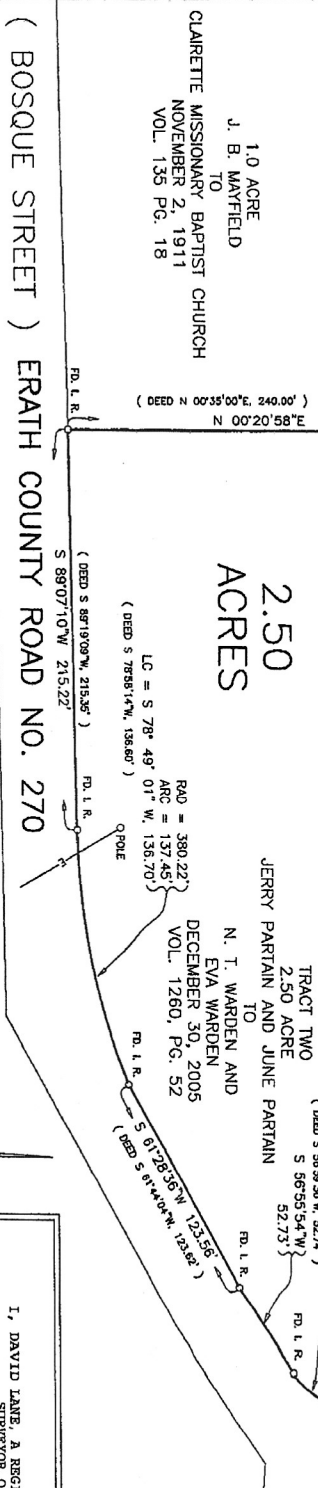 1.0 ACRE
J. B. MAYFIELD
TO
CLAIRETTE MISSIONARY BAPTIST CHURCH
NOVEMBER 2, 1911
VOL. 135 PG. 18
( DEED N 00°35'00"E, 240.00' )
N 00°20'58"E
2.50
ACRES
TRACT TWO
2.50 ACRE
JERRY PARTAIN AND JUNE PARTAIN
TO
N. T. WARDEN AND
EVA WARDEN
DECEMBER 30, 2005
VOL. 1260, PG. 52
S 56°55'54"W
52.73'
RAD = 380.22'
ARC = 137.45'
LC = S 78° 49' 01" W, 136.70'
( DEED S 78°58'14"W, 136.60' )
POLE
FD. I. R.
( DEED S 89°19'09"W, 215.35' )
S 89°07'10"W 215.22'
FD. I. R.
FD. I. R.
S 61°28'36"W 123.56'
( DEED S 61°44'04"W, 123.62' )
FD. I. R.
FD. I. R.
( BOSQUE STREET ) ERATH COUNTY ROAD NO. 270
I, DAVID LANE, A REGI
SURVEYOR, O